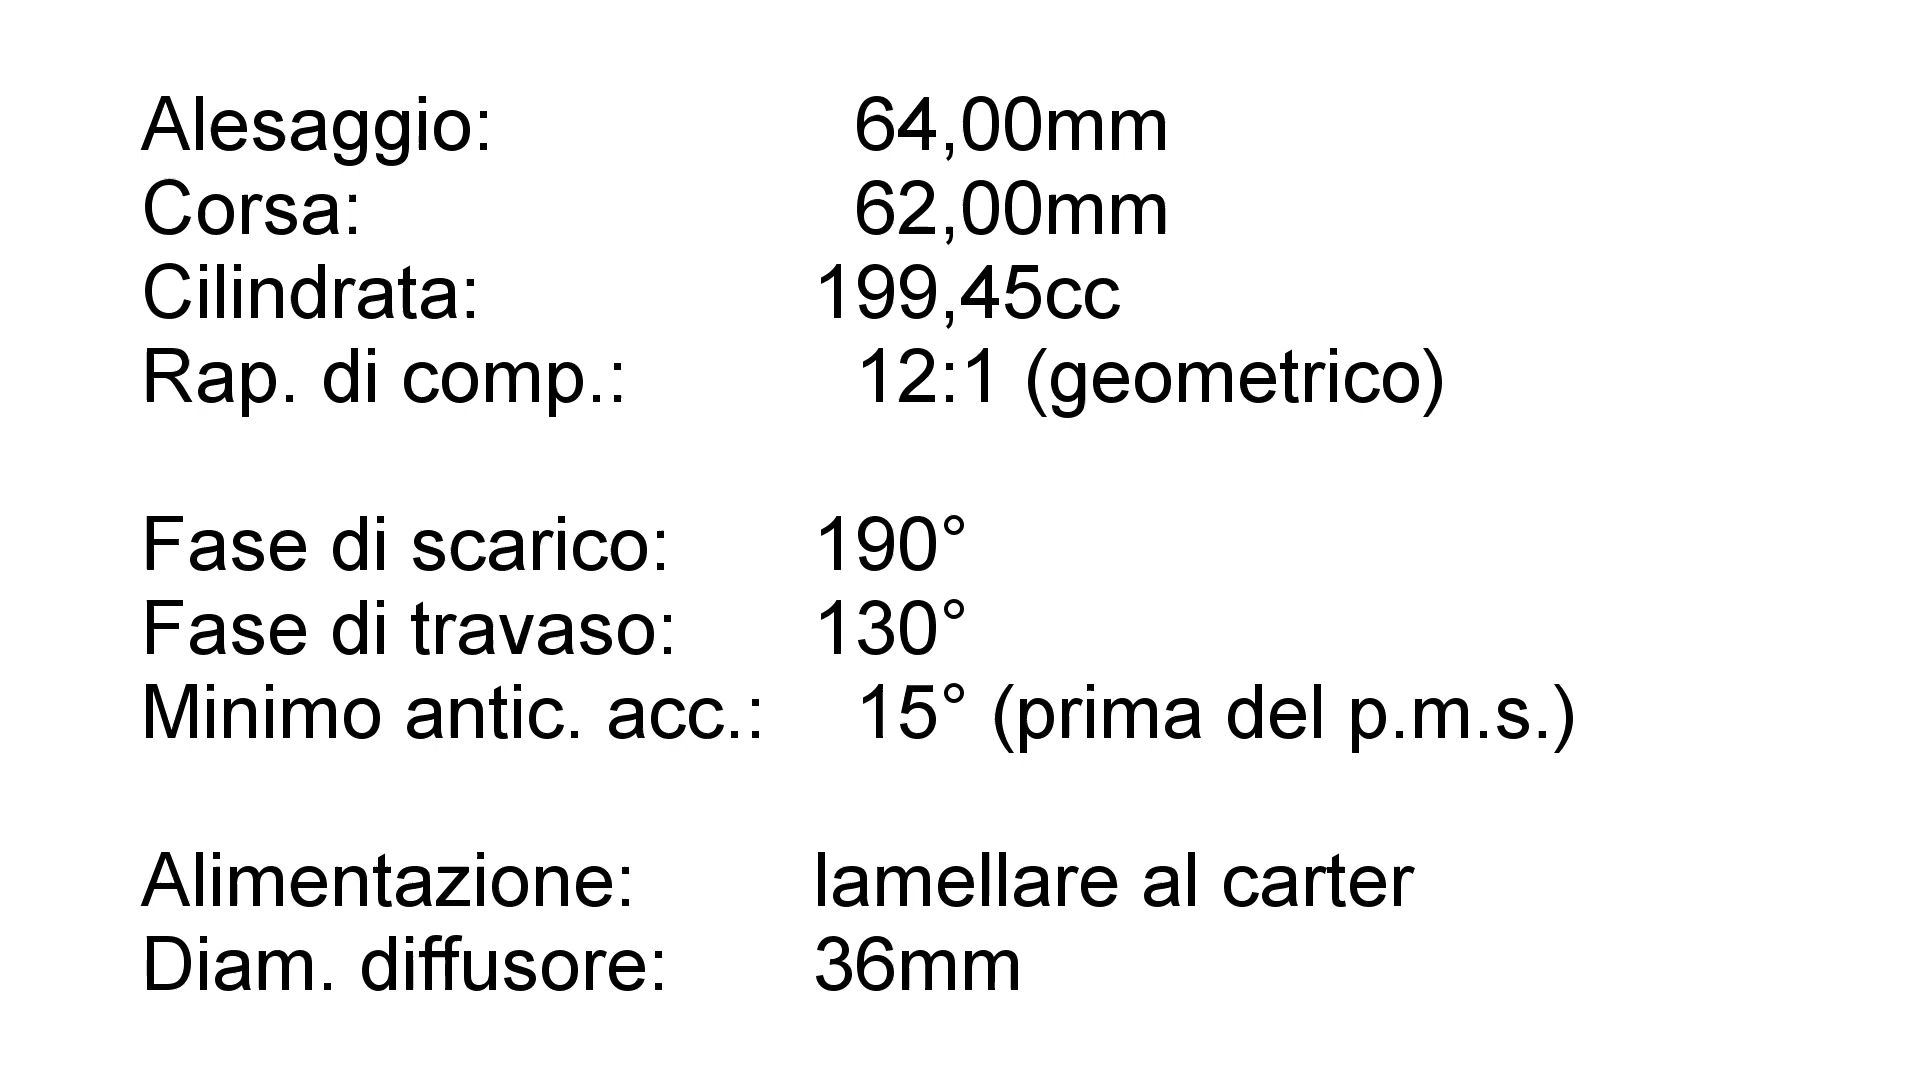 Alesaggio: 64,00mm
Corsa: 62,00mm
Cilindrata: 199,45cc
Rap. di comp.: 12:1 (geometrico)
Fase di scarico: 190°
Fase di travaso: 130°
Minimo antic. acc.: 15° (prima del p.m.s.)
Alimentazione: lamellare al carter
Diam. diffusore: 36mm